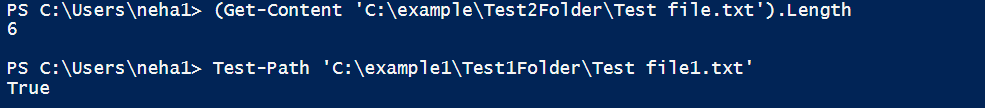 PS C:\Users\neha1> (Get-Content 'C:\example\Test2Folder\Test file.txt').Length
6
PS C:\Users\neha1> Test-Path 'C:\example1\Test1Folder\Test file1.txt'
True